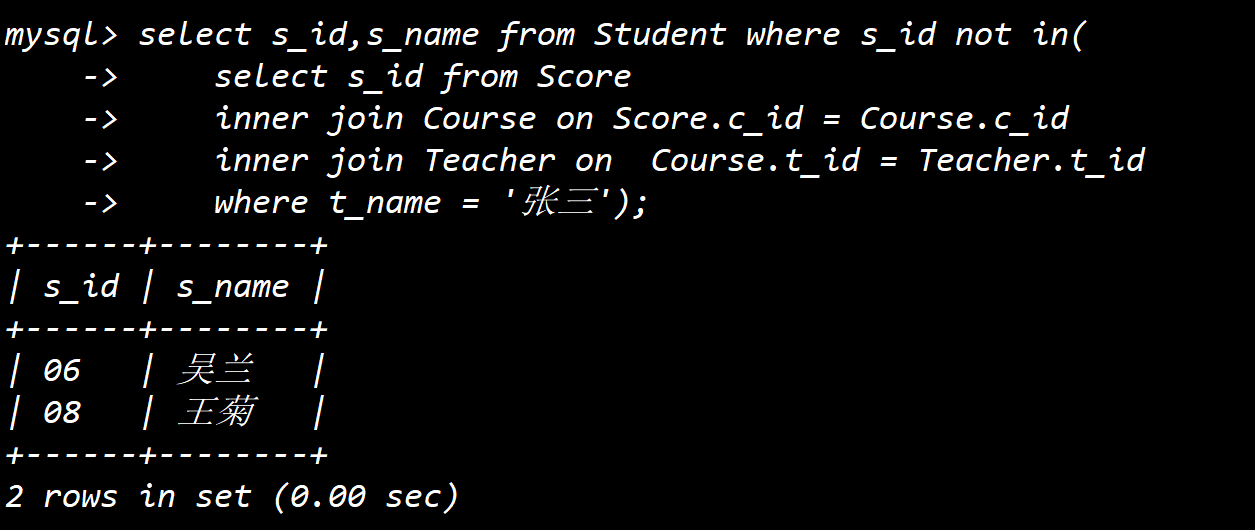 mysql> select s_id,s_name from Student where s_id not in(
    ->     select s_id from Score
    ->     inner join Course on Score.c_id = Course.c_id
    ->     inner join Teacher on  Course.t_id = Teacher.t_id
    ->     where t_name = '张三');
+------+--------+
| s_id | s_name |
+------+--------+
| 06   | 吴兰   |
| 08   | 王菊   |
+------+--------+
2 rows in set (0.00 sec)